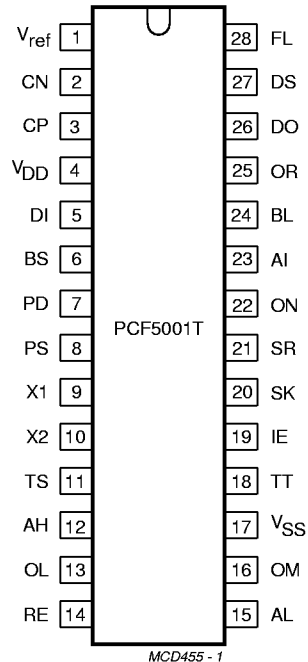 Vref 1 28 FL
CN 2 27 DS
CP 3 26 DO
VDD 4 25 OR
DI 5 24 BL
BS 6 23 AI
PD 7 22 ON
PCF5001T
PS 8 21 SR
X1 9 20 SK
X2 10 19 IE
TS 11 18 TT
AH 12 17 VSS
OL 13 16 OM
RE 14 15 AL
MCD455 - 1